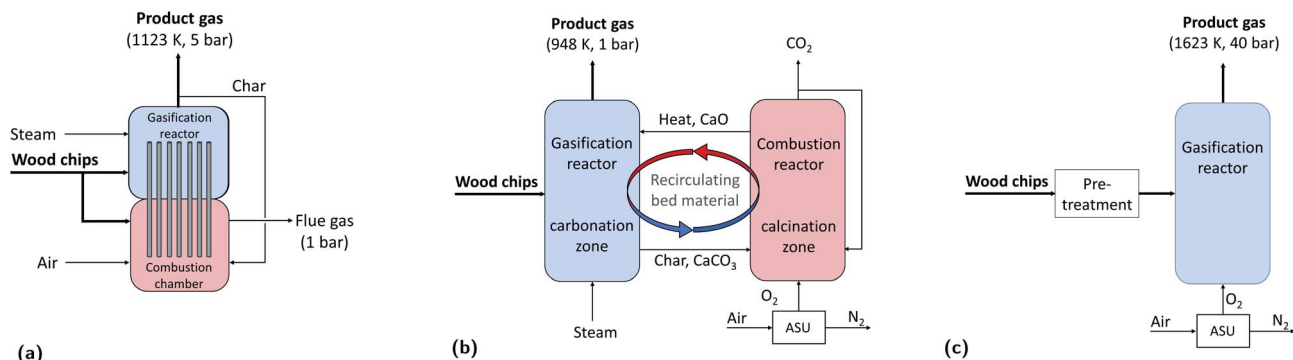 Product gas
(1123 K, 5 bar)
Char
Gasification
reactor
Steam
Wood chips
Flue gas
(1 bar)
Air
Combustion
chamber
(a)
Product gas
(948 K, 1 bar)
CO2
Heat, CaO
Gasification
reactor
Combustion
reactor
Wood chips
Recirculating
bed material
carbonation
zone
calcination
zone
Char, CaCO3
O2
Steam
Air
ASU
N2
(b)
Product gas
(1623 K, 40 bar)
Gasification
reactor
Wood chips
Pre-
treatment
O2
Air
ASU
N2
(c)